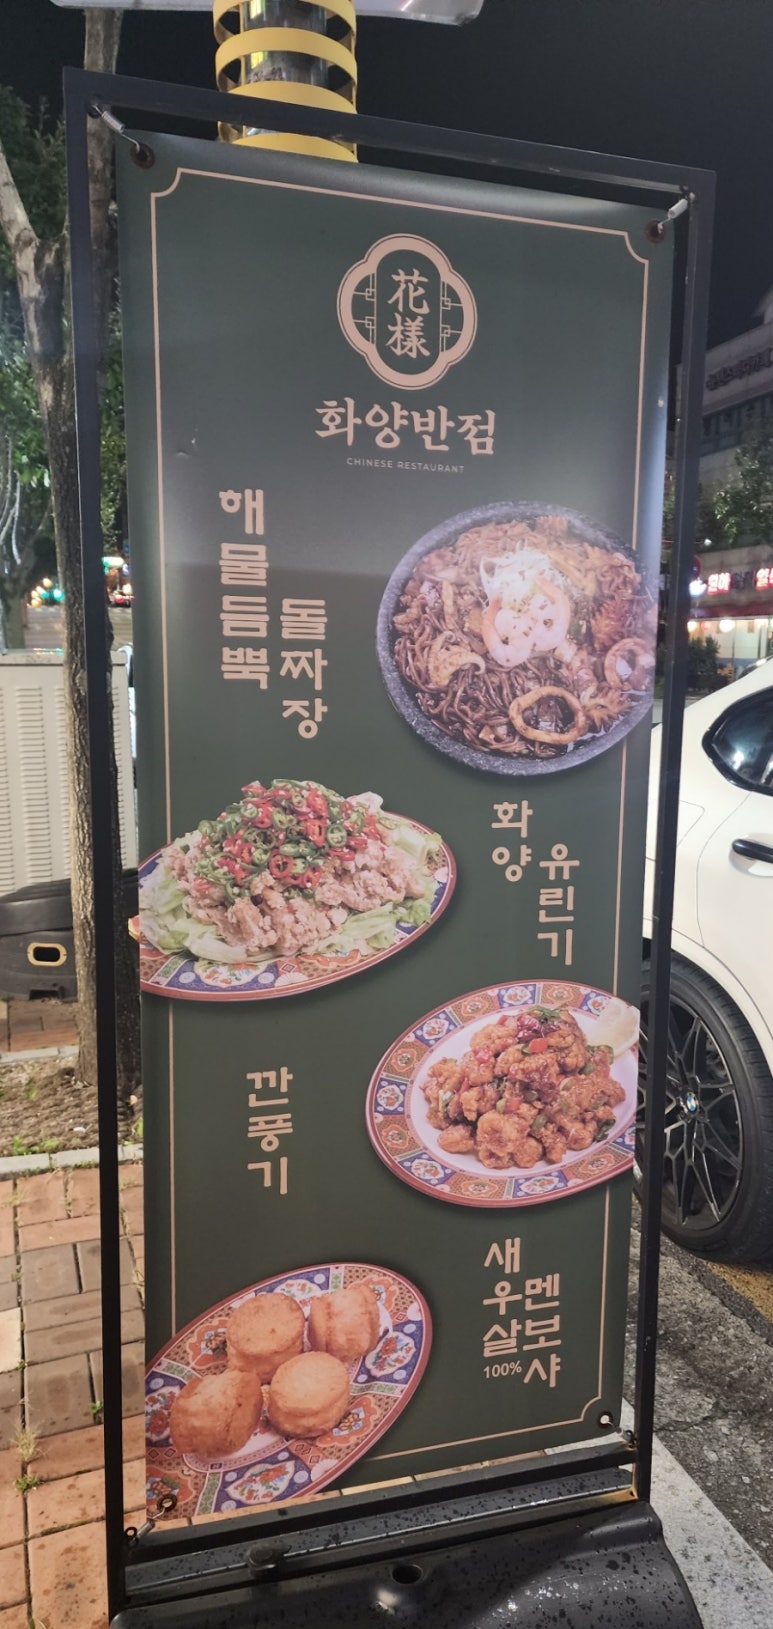 花
樣
화양반점
CHINESE RESTAURANT
해물듬뿍
돌짜장
화양
유린기
깐풍기
새우살
100%
멘보샤